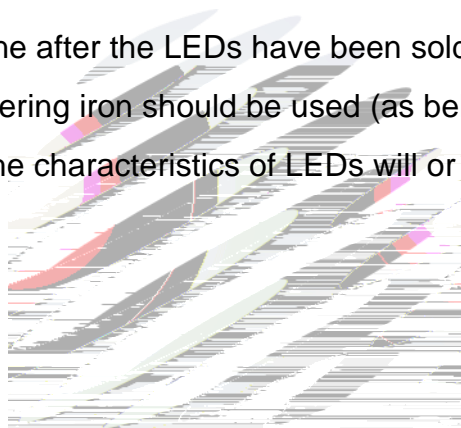 ne after the LEDs have been sold
ering iron should be used (as be
ne characteristics of LEDs will or